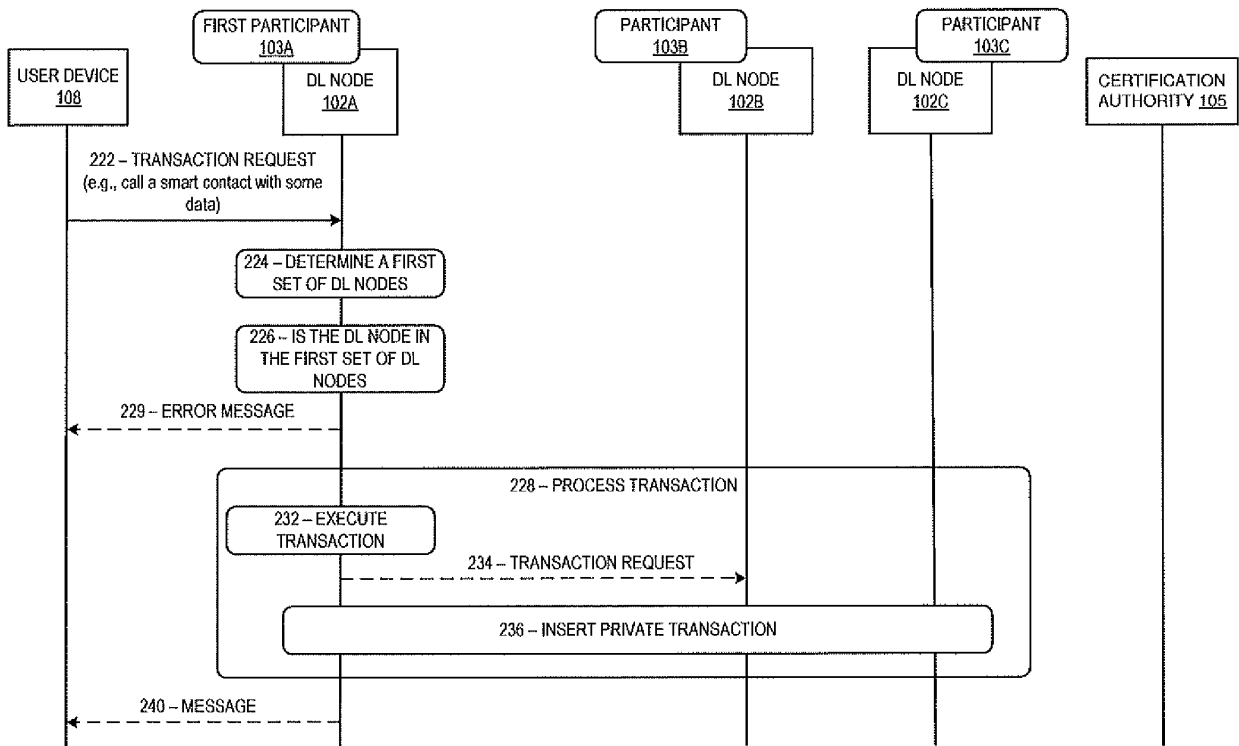 FIRST PARTICIPANT
103A
PARTICIPANT
103B
PARTICIPANT
103C
USER DEVICE
108
DL NODE
102A
DL NODE
102B
DL NODE
102C
CERTIFICATION
AUTHORITY 105
222 – TRANSACTION REQUEST
(e.g., call a smart contact with some
data)
224 – DETERMINE A FIRST
SET OF DL NODES
226 – IS THE DL NODE IN
THE FIRST SET OF DL
NODES
229 – ERROR MESSAGE
228 – PROCESS TRANSACTION
232 – EXECUTE
TRANSACTION
234 – TRANSACTION REQUEST
236 – INSERT PRIVATE TRANSACTION
240 – MESSAGE